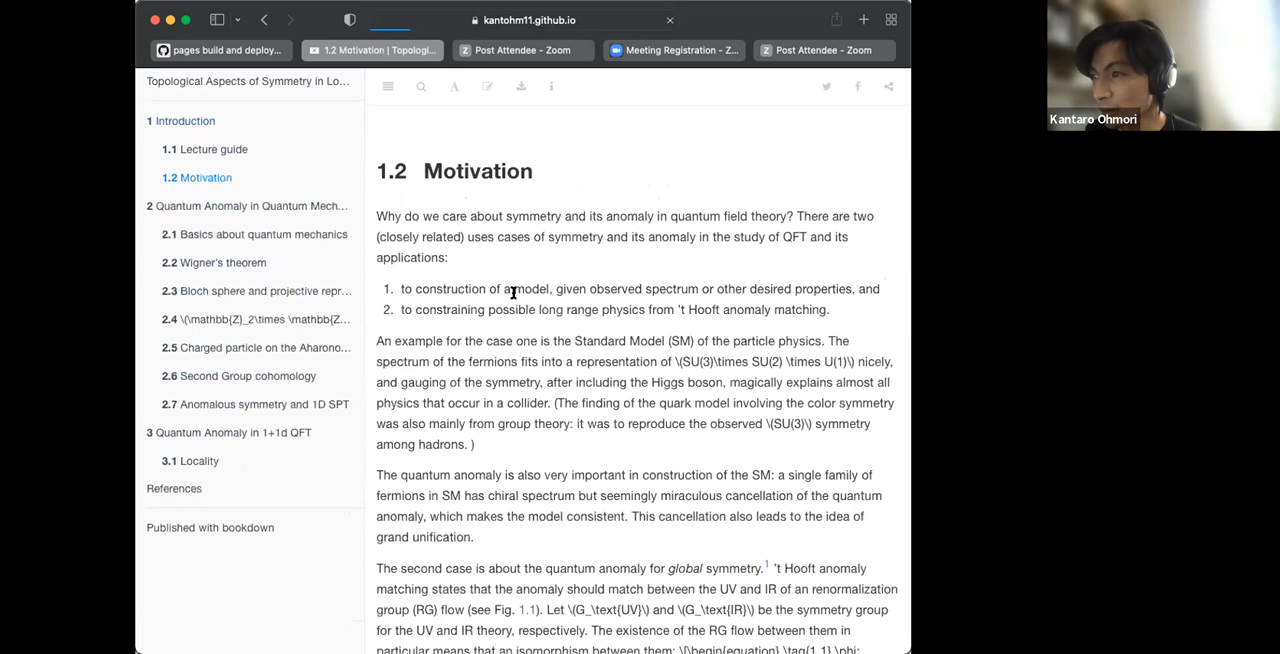 kantohm11.github.io
pages build and deploy...
1.2 Motivation | Topologi...
Post Attendee - Zoom
Meeting Registration - Z...
Post Attendee - Zoom
Topological Aspects of Symmetry in Lo...
1 Introduction
1.1 Lecture guide
1.2 Motivation
2 Quantum Anomaly in Quantum Mech...
2.1 Basics about quantum mechanics
2.2 Wigner's theorem
2.3 Bloch sphere and projective repr...
2.4 \(\mathbb{Z}_2\times \mathbb{Z...
2.5 Charged particle on the Aharono...
2.6 Second Group cohomology
2.7 Anomalous symmetry and 1D SPT
3 Quantum Anomaly in 1+1d QFT
3.1 Locality
References
Published with bookdown
1.2 Motivation
Why do we care about symmetry and its anomaly in quantum field theory? There are two
(closely related) uses cases of symmetry and its anomaly in the study of QFT and its
applications:
1. to construction of a model, given observed spectrum or other desired properties, and
2. to constraining possible long range physics from 't Hooft anomaly matching.
An example for the case one is the Standard Model (SM) of the particle physics. The
spectrum of the fermions fits into a representation of \(SU(3)\times SU(2) \times U(1)\) nicely,
and gauging of the symmetry, after including the Higgs boson, magically explains almost all
physics that occur in a collider. (The finding of the quark model involving the color symmetry
was also mainly from group theory: it was to reproduce the observed \(SU(3)\) symmetry
among hadrons. )
The quantum anomaly is also very important in construction of the SM: a single family of
fermions in SM has chiral spectrum but seemingly miraculous cancellation of the quantum
anomaly, which makes the model consistent. This cancellation also leads to the idea of
grand unification.
The second case is about the quantum anomaly for global symmetry.1 't Hooft anomaly
matching states that the anomaly should match between the UV and IR of an renormalization
group (RG) flow (see Fig. 1.1). Let \(G_\text{UV}\) and \(G_\text{IR}\) be the symmetry group
for the UV and IR theory, respectively. The existence of the RG flow between them in
particular means that an isomorphism between them: \[\begin{equation} \tag{1.1} \phi:
Kantaro Ohmori